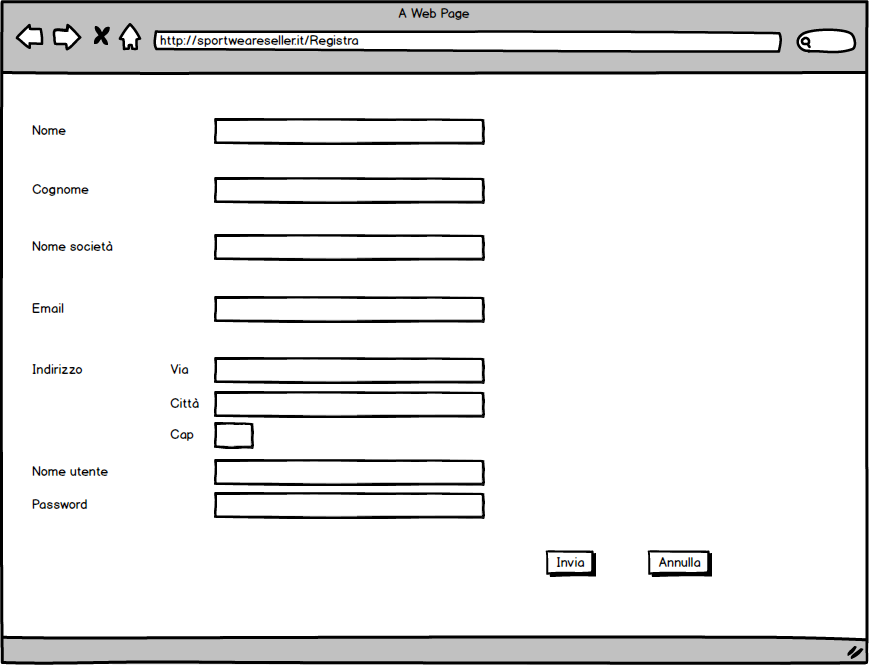 A Web Page
http://sportweareseller.it/Registra
Nome
Cognome
Nome società
Email
Indirizzo Via
Città
Cap
Nome utente
Password
Invia Annulla